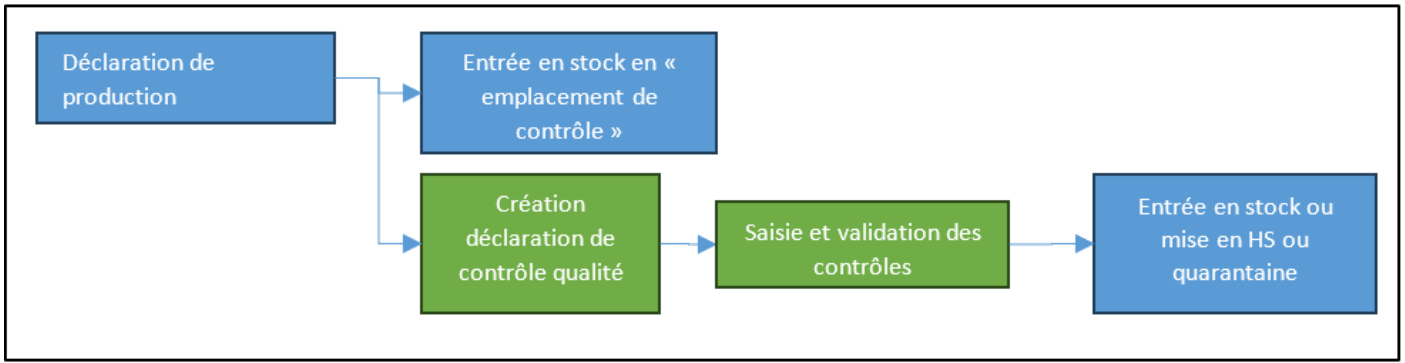 Déclaration de
production
Entrée en stock en «
emplacement de
contrôle »
Création
déclaration de
contrôle qualité
Saisie et validation des
contrôles
Entrée en stock ou
mise en HS ou
quarantaine